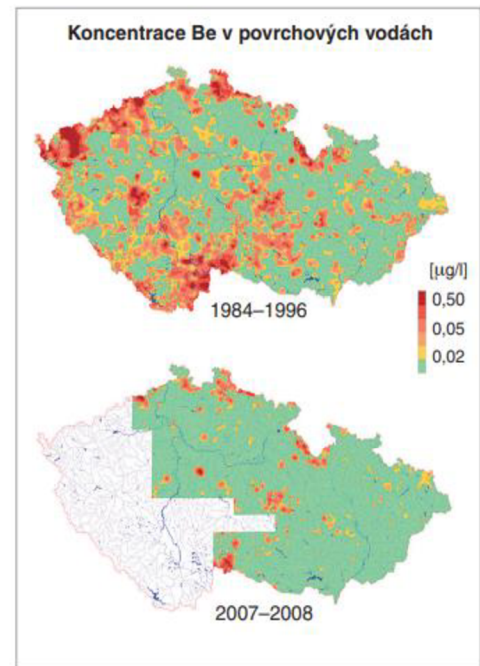 Koncentrace Be v povrchových vodách
[µg/l]
0,50
0,05
0,02
1984–1996
2007–2008